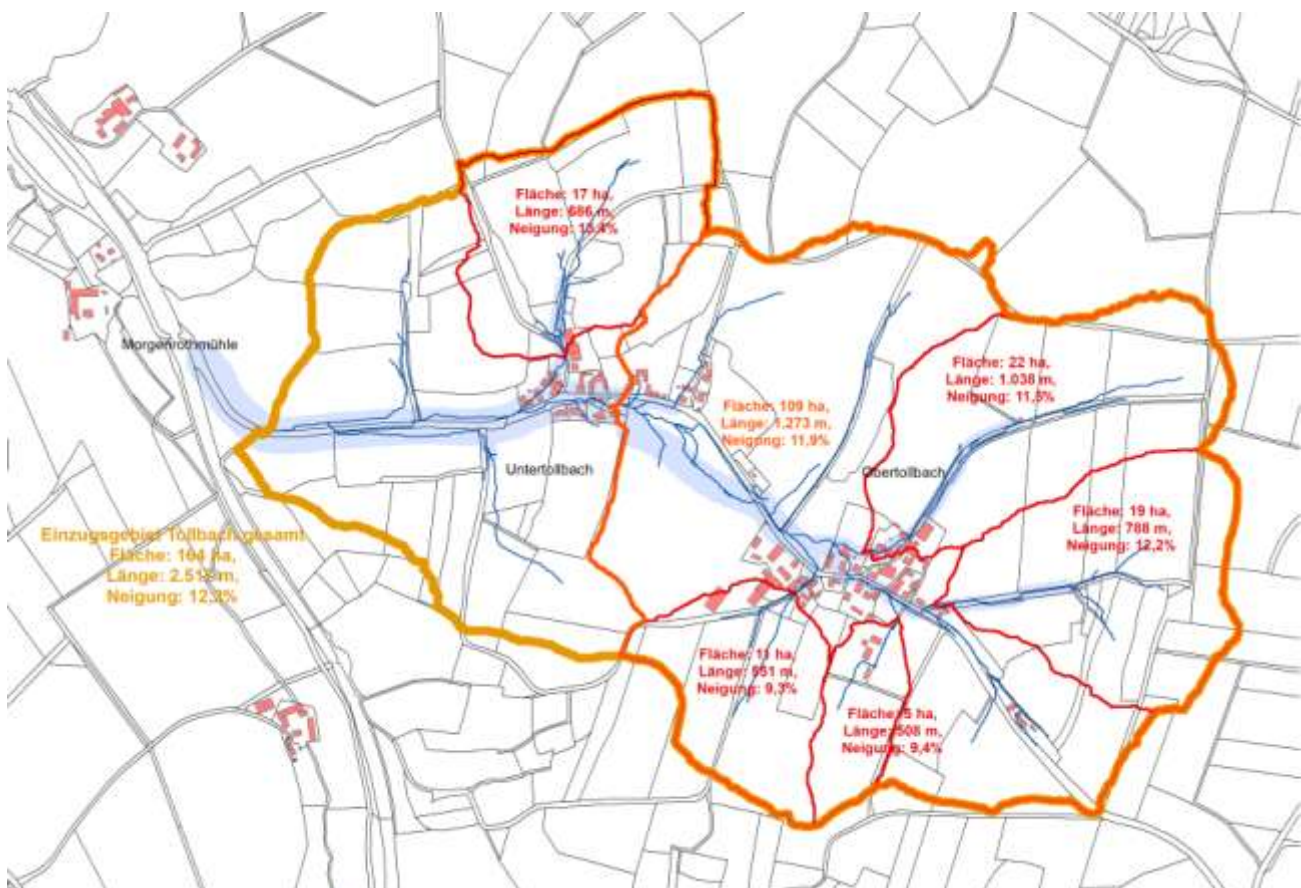 Fläche: 17 ha,
Länge: 686 m,
Neigung: 13,4%
Morgenrothmühle
Fläche: 22 ha,
Länge: 1.038 m,
Neigung: 11,5%
Fläche: 109 ha,
Länge: 1.273 m,
Neigung: 11,9%
Untertollbach
Obertollbach
Fläche: 19 ha,
Länge: 788 m,
Neigung: 12,2%
Einzugsgebiet Tollbach gesamt
Fläche: 164 ha,
Länge: m,
Neigung: 12,2%
Fläche: 11 ha,
Länge: 551 m,
Neigung: 9,3%
Fläche: 5 ha,
Länge: 508 m,
Neigung: 9,4%